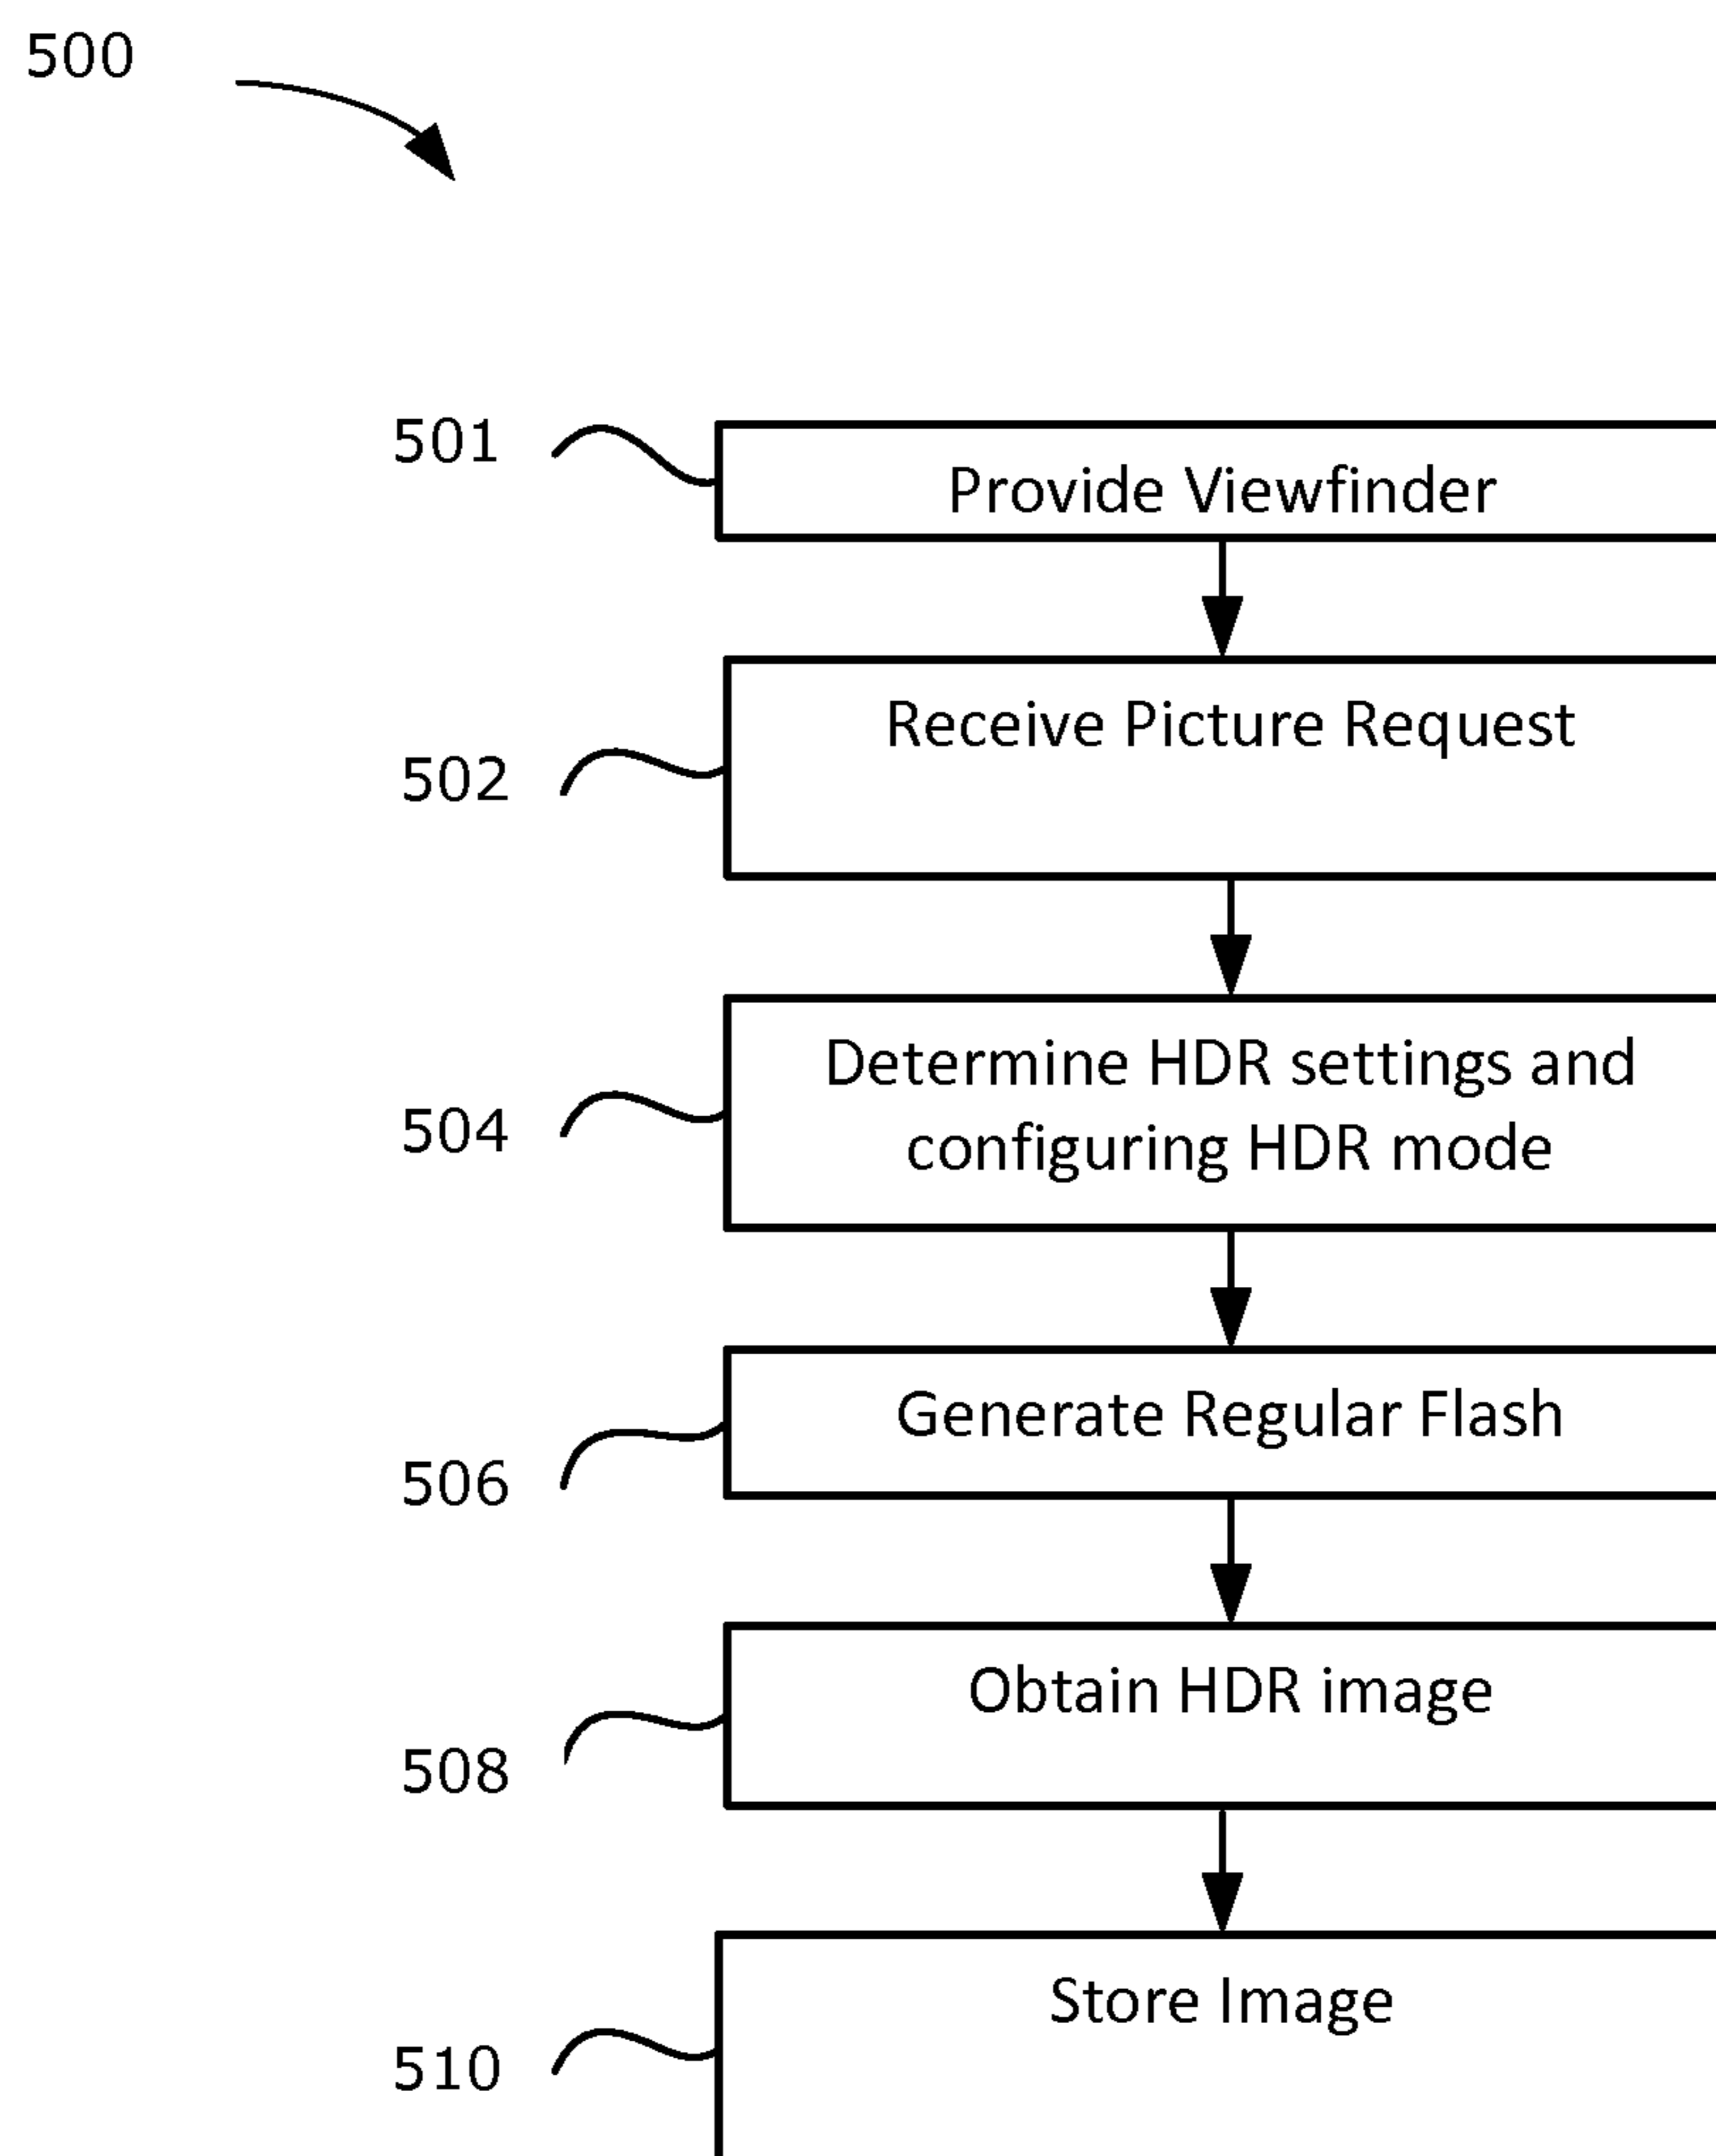 500
501
Provide Viewfinder
502
Receive Picture Request
504
Determine HDR settings and
configuring HDR mode
506
Generate Regular Flash
508
Obtain HDR image
510
Store Image